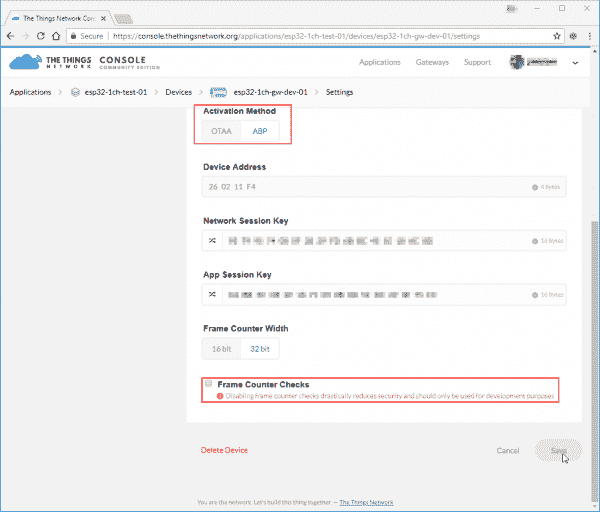 The Things Network Con
Secure https://console.thethingsnetwork.org/applications/esp32-1ch-test-01/devices/esp32-1ch-gw-dev-01/settings
THE THINGS NETWORK CONSOLE COMMUNITY EDITION Applications Gateways Support
Applications > esp32-1ch-test-01 > Devices > esp32-1ch-gw-dev-01 > Settings
Activation Method
OTAA ABP
Device Address
26 02 11 F4 4 bytes
Network Session Key
16 bytes
App Session Key
16 bytes
Frame Counter Width
16 bit 32 bit
Frame Counter Checks
Disabling frame counter checks drastically reduces security and should only be used for development purposes
Delete Device Cancel Save
You are the network. Let's build this thing together. — The Things Network